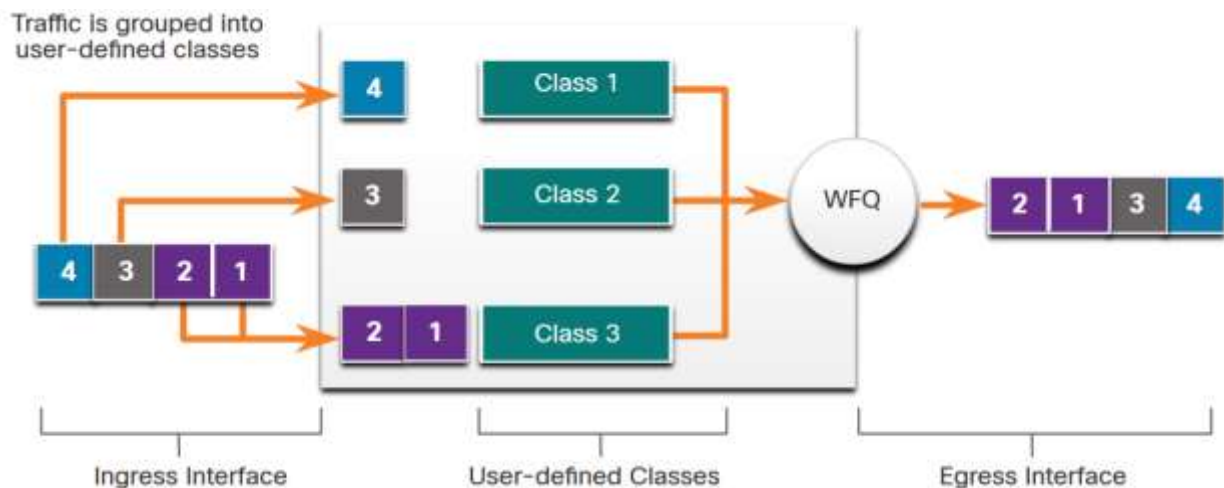 Traffic is grouped into
user-defined classes
4
Class 1
3
Class 2
WFQ
2 1 3 4
4 3 2 1
2 1
Class 3
Ingress Interface
User-defined Classes
Egress Interface